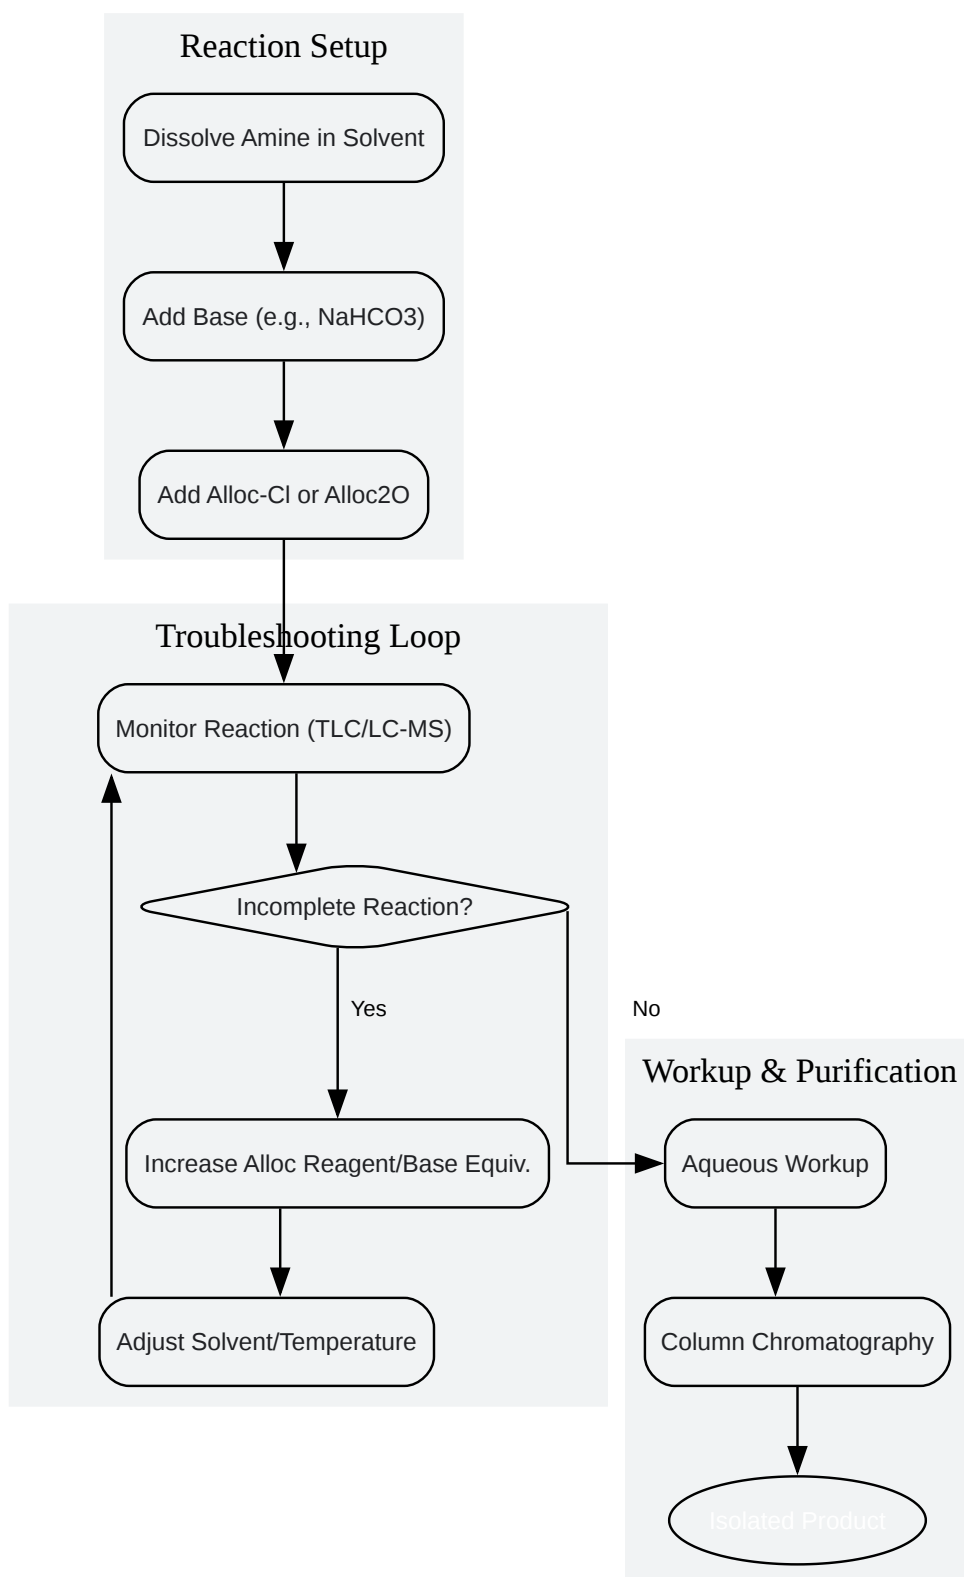 Reaction Setup
Dissolve Amine in Solvent
Add Base (e.g., NaHCO3)
Add Alloc-Cl or Alloc2O
Troubleshooting Loop
Monitor Reaction (TLC/LC-MS)
Incomplete Reaction?
Yes
No
Workup & Purification
Increase Alloc Reagent/Base Equiv.
Aqueous Workup
Adjust Solvent/Temperature
Column Chromatography
Isolated Product